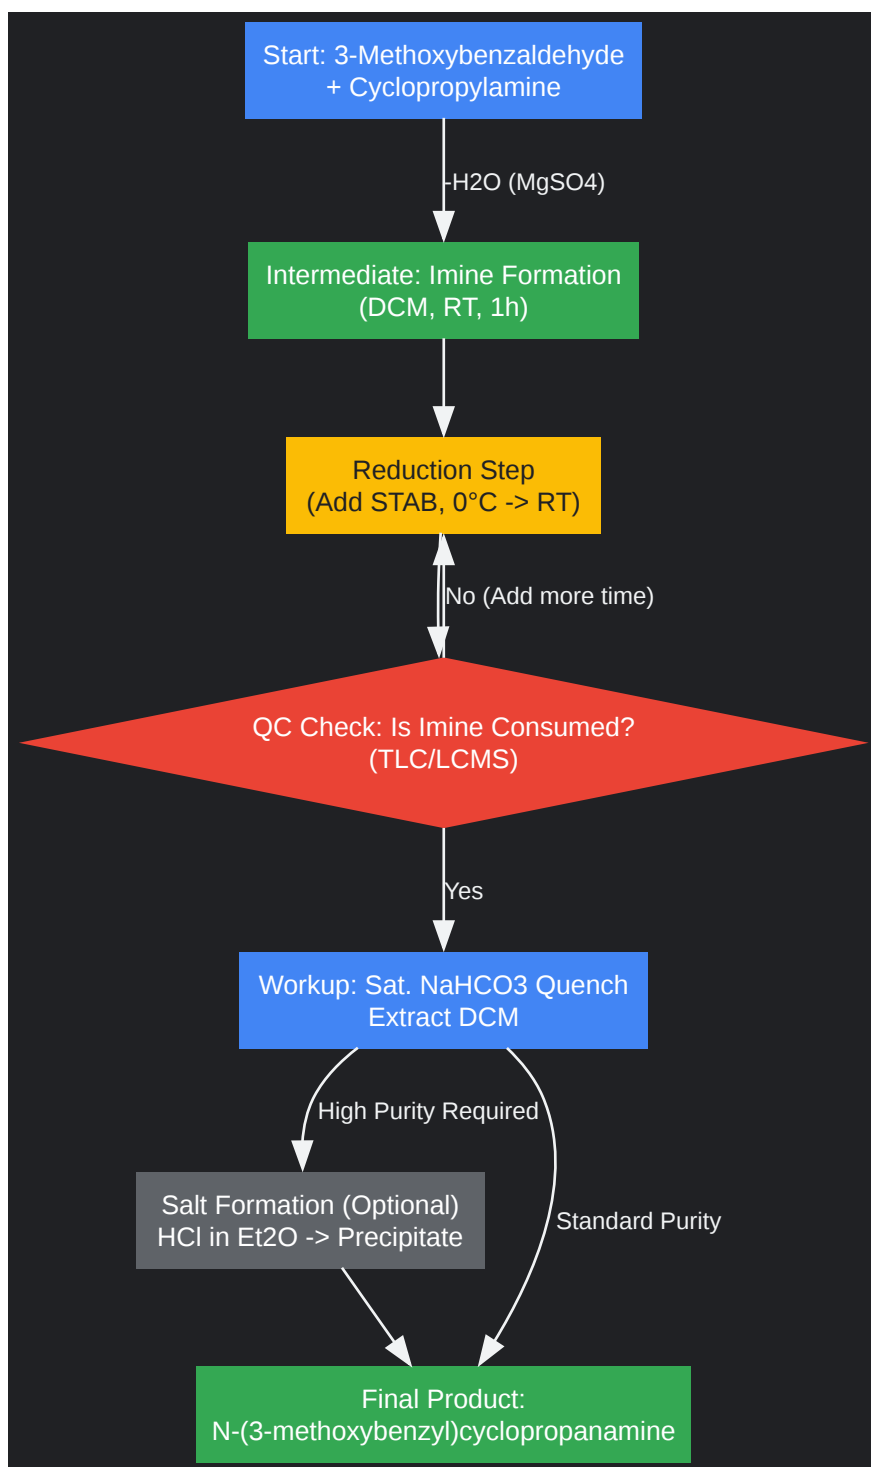 Start: 3-Methoxybenzaldehyde
+ Cyclopropylamine
-H2O (MgSO4)
Intermediate: Imine Formation
(DCM, RT, 1h)
Reduction Step
(Add STAB, 0°C -> RT)
No (Add more time)
QC Check: Is Imine Consumed?
(TLC/LCMS)
Yes
Workup: Sat. NaHCO3 Quench
Extract DCM
High Purity Required
Salt Formation (Optional)
HCl in Et2O -> Precipitate
Standard Purity
Final Product:
N-(3-methoxybenzyl)cyclopropanamine